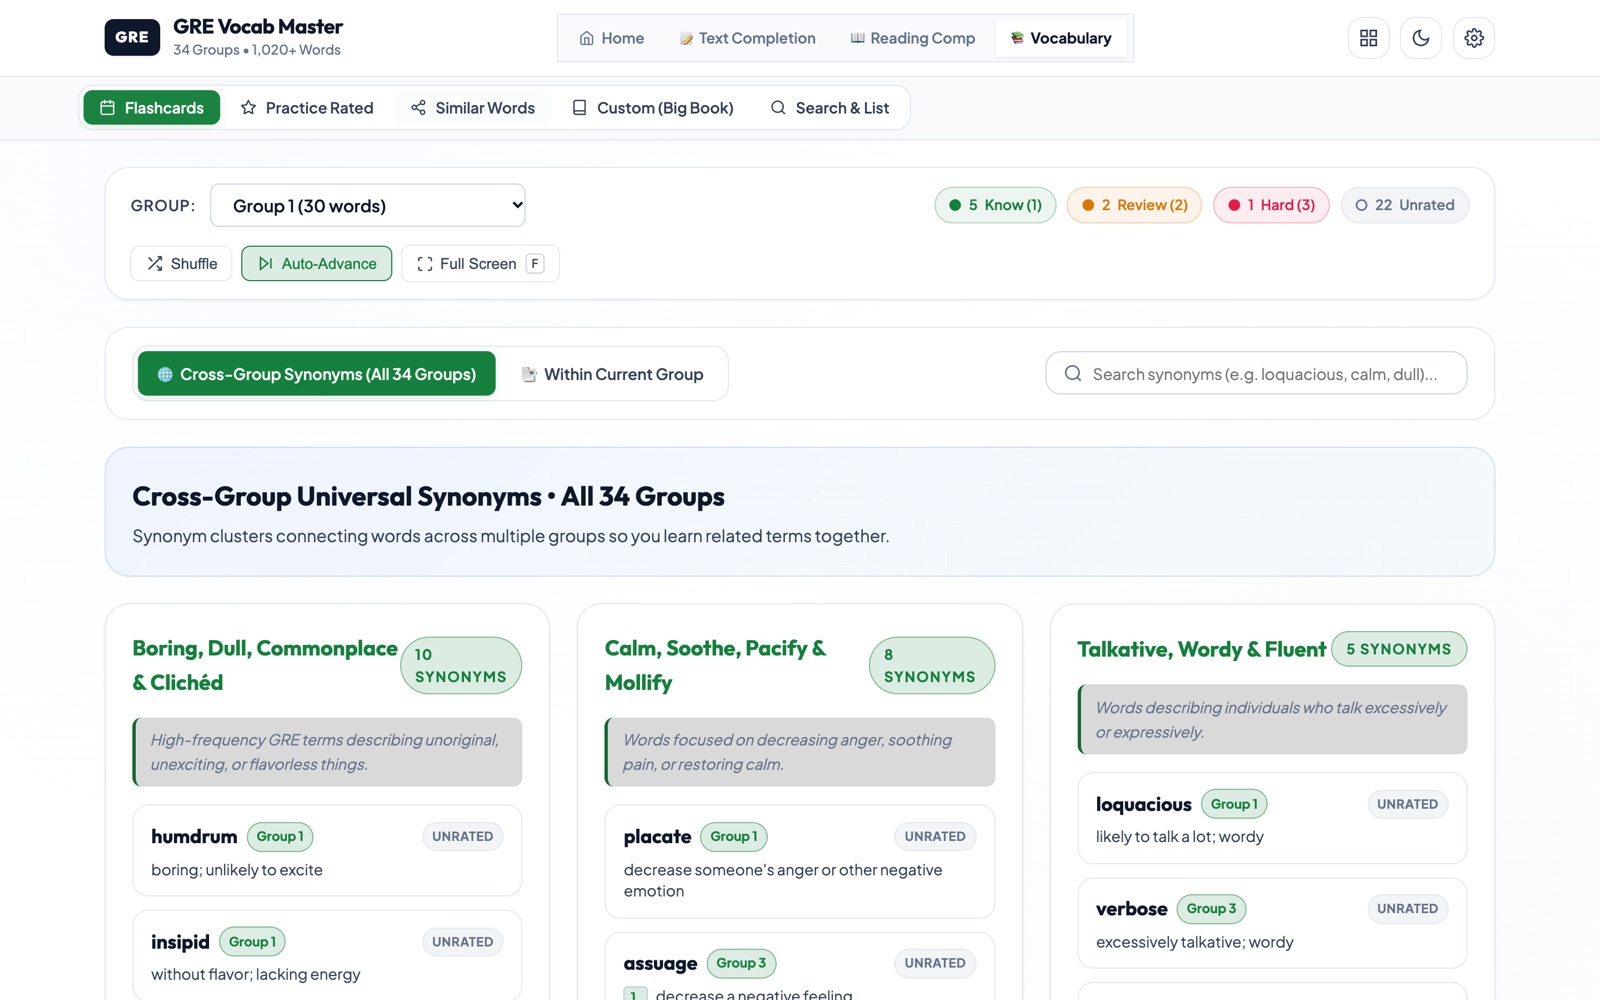 GRE
GRE Vocab Master
34 Groups • 1,020+ Words
Home
Text Completion
Reading Comp
Vocabulary
Flashcards
Practice Rated
Similar Words
Custom (Big Book)
Search & List
GROUP:
Group 1 (30 words)
5 Know (1)
2 Review (2)
1 Hard (3)
22 Unrated
Shuffle
Auto-Advance
Full Screen F
Cross-Group Synonyms (All 34 Groups)
Within Current Group
Search synonyms (e.g. loquacious, calm, dull)...
Cross-Group Universal Synonyms • All 34 Groups
Synonym clusters connecting words across multiple groups so you learn related terms together.
Boring, Dull, Commonplace
& Clichéd
10
SYNONYMS
High-frequency GRE terms describing unoriginal,
unexciting, or flavorless things.
humdrum Group 1 UNRATED
boring; unlikely to excite
insipid Group 1 UNRATED
without flavor; lacking energy
Calm, Soothe, Pacify &
Mollify
8
SYNONYMS
Words focused on decreasing anger, soothing
pain, or restoring calm.
placate Group 1 UNRATED
decrease someone's anger or other negative
emotion
assuage Group 3 UNRATED
1 decrease a negative feeling
Talkative, Wordy & Fluent
5 SYNONYMS
Words describing individuals who talk excessively
or expressively.
loquacious Group 1 UNRATED
likely to talk a lot; wordy
verbose Group 3 UNRATED
excessively talkative; wordy